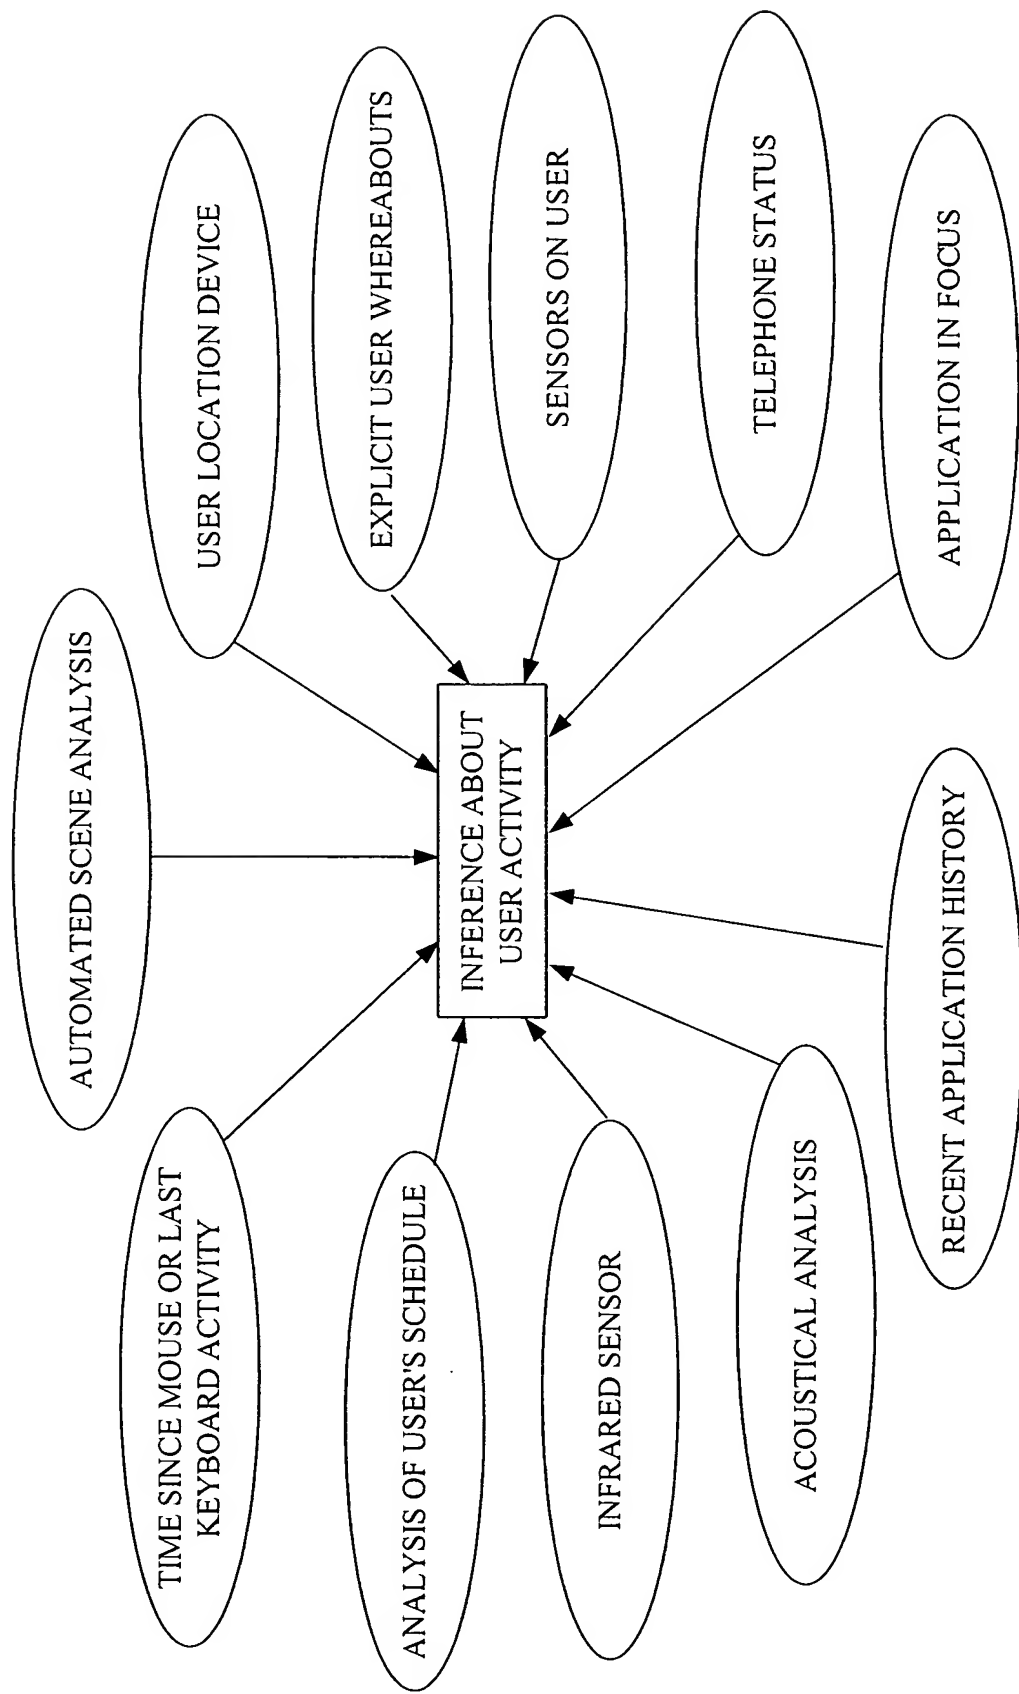 AUTOMATED SCENE ANALYSIS
TIME SINCE MOUSE OR LAST
KEYBOARD ACTIVITY
USER LOCATION DEVICE
ANALYSIS OF USER'S SCHEDULE
EXPLICIT USER WHEREABOUTS
INFERENCE ABOUT
USER ACTIVITY
INFRARED SENSOR
SENSORS ON USER
ACOUSTICAL ANALYSIS
TELEPHONE STATUS
RECENT APPLICATION HISTORY
APPLICATION IN FOCUS